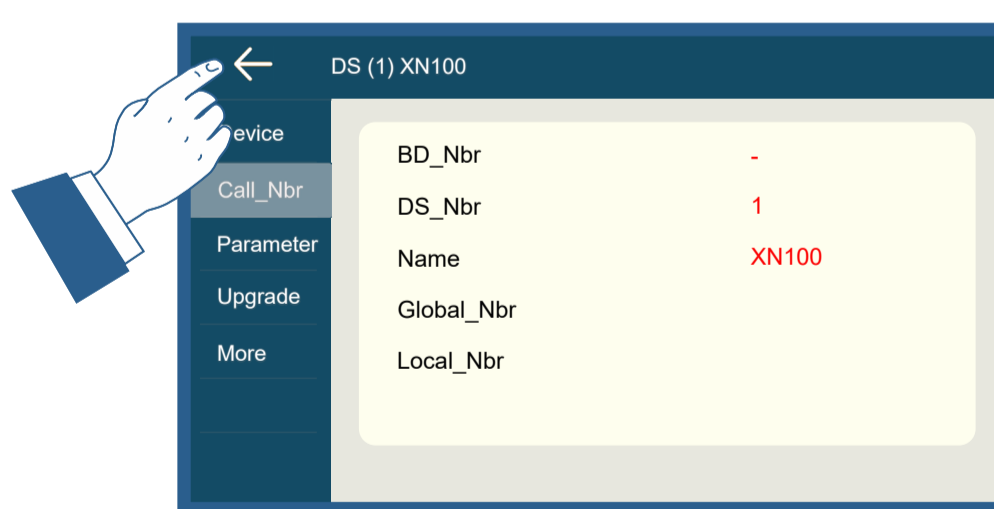 DS (1) XN100
evice
Call_Nbr
Parameter
Upgrade
More
BD_Nbr -
DS_Nbr 1
Name XN100
Global_Nbr
Local_Nbr